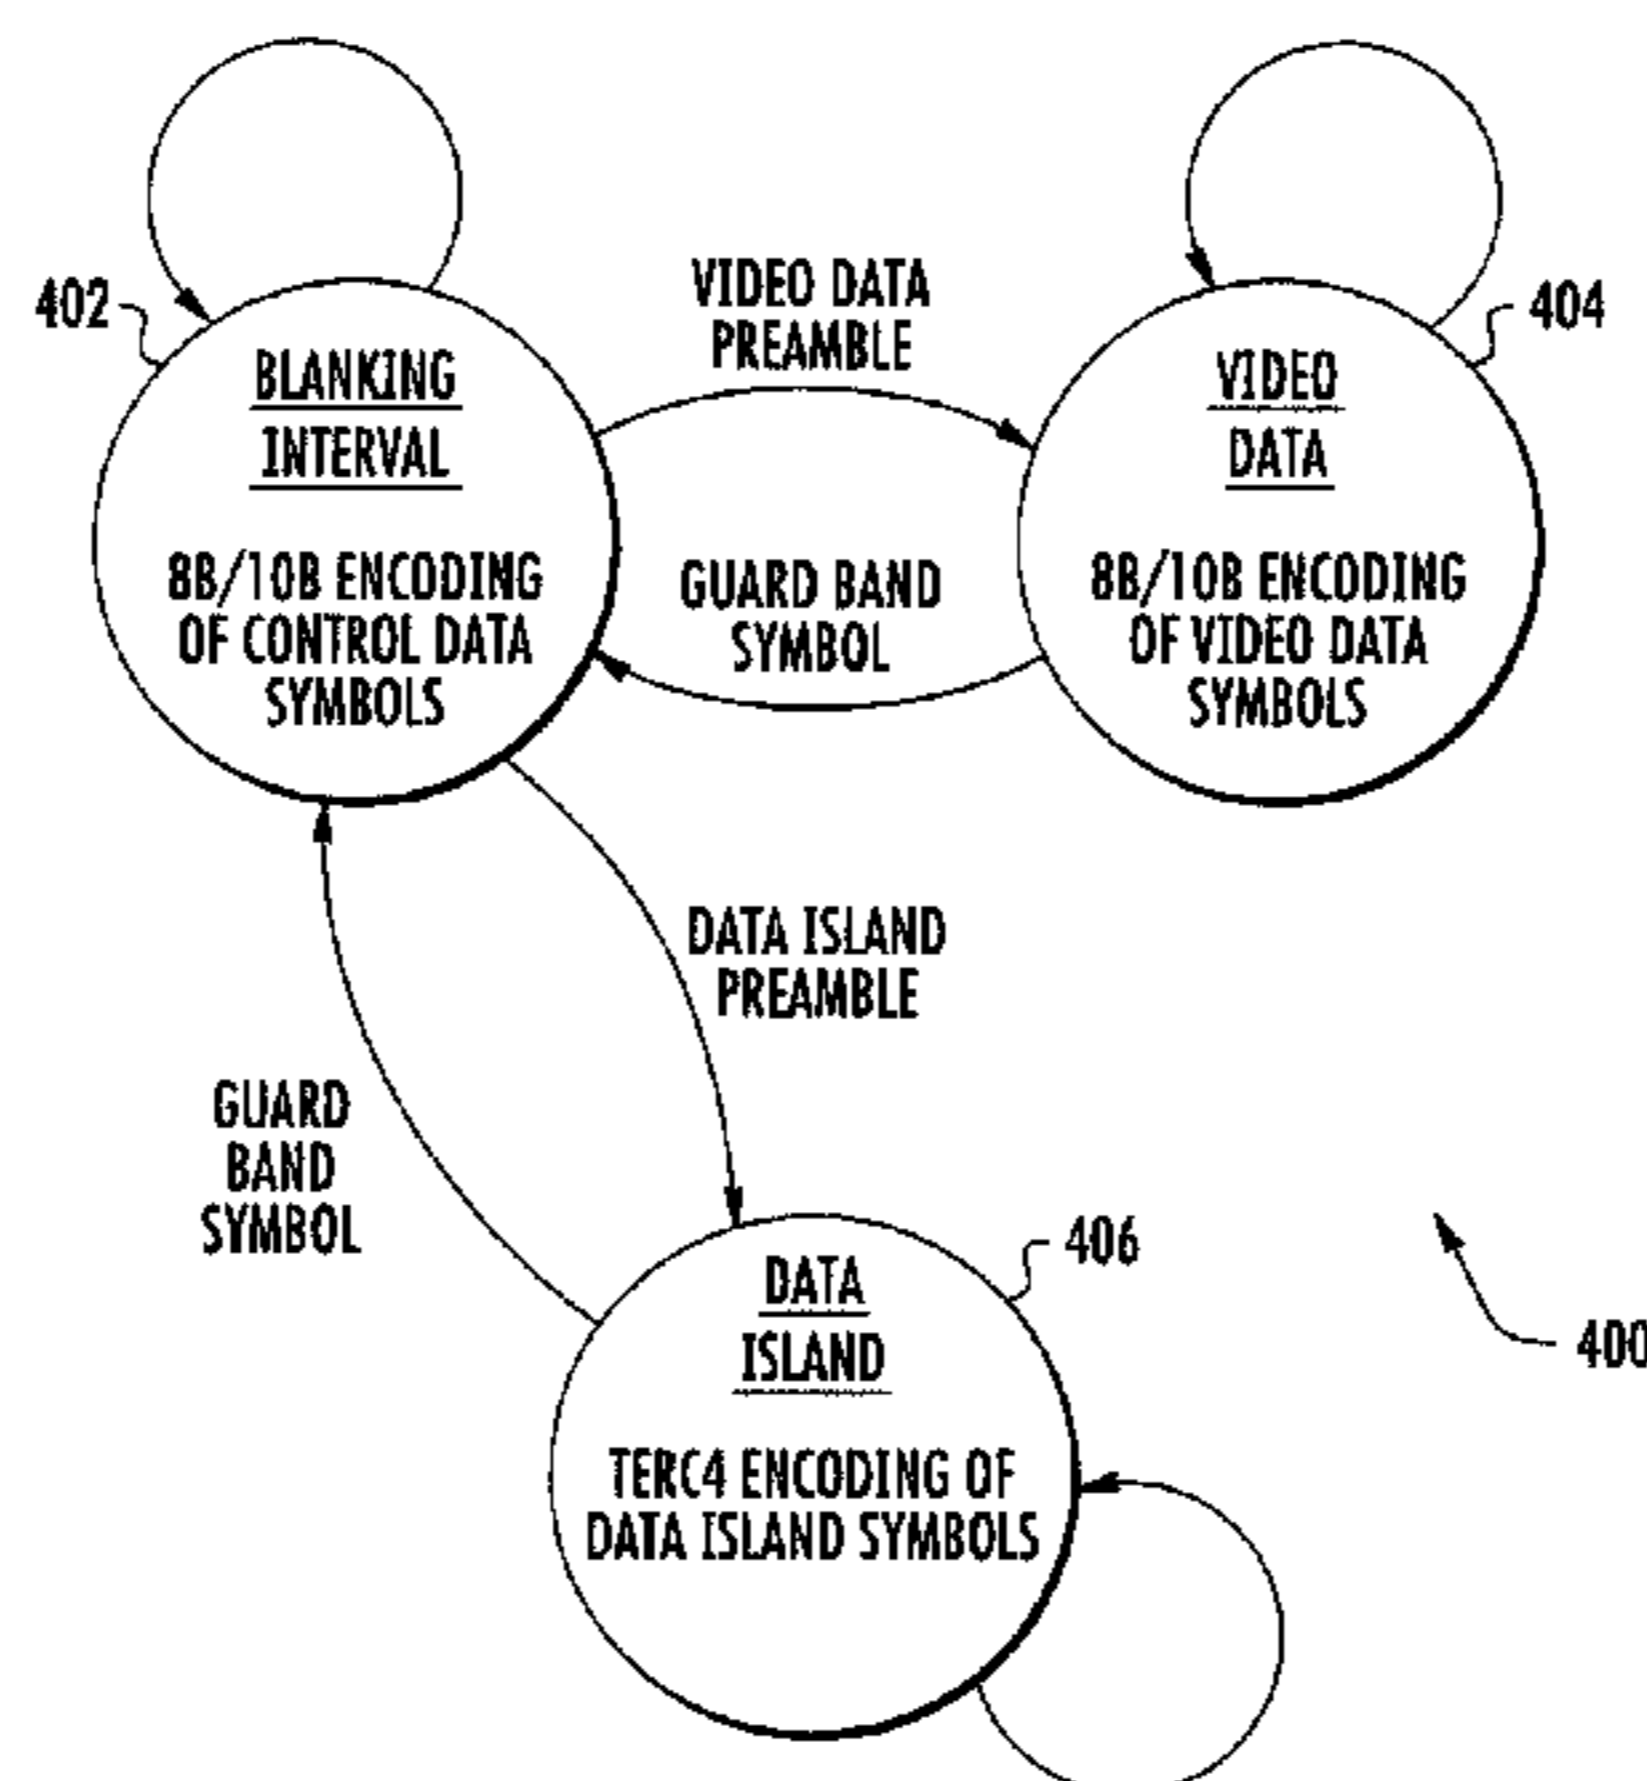 402
BLANKING
INTERVAL
8B/10B ENCODING
OF CONTROL DATA
SYMBOLS
VIDEO DATA
PREAMBLE
GUARD BAND
SYMBOL
404
VIDEO
DATA
8B/10B ENCODING
OF VIDEO DATA
SYMBOLS
DATA ISLAND
PREAMBLE
GUARD
BAND
SYMBOL
406
DATA
ISLAND
TERC4 ENCODING OF
DATA ISLAND SYMBOLS
400